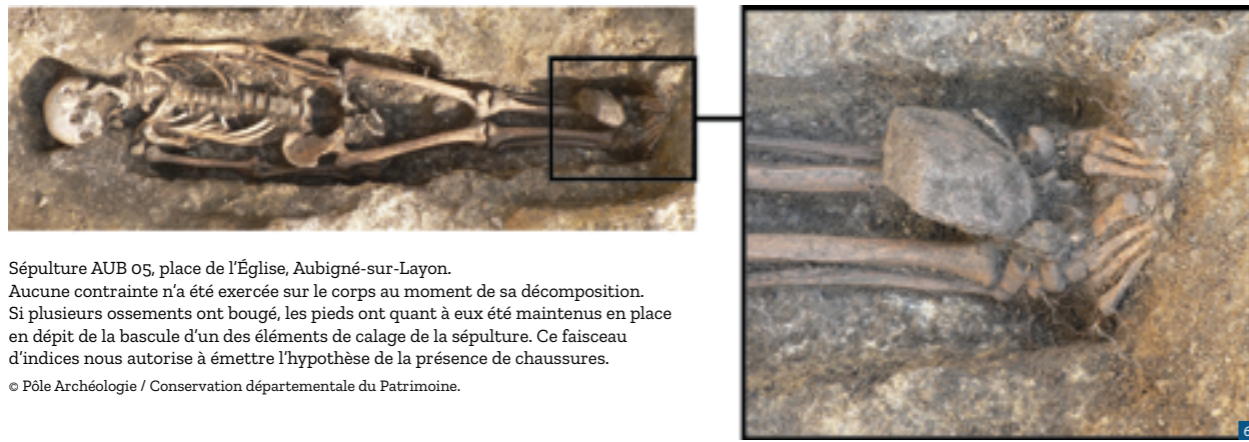 Sépulture AUB 05, place de l'Église, Aubigné-sur-Layon.
Aucune contrainte n'a été exercée sur le corps au moment de sa décomposition.
Si plusieurs ossements ont bougé, les pieds ont quant à eux été maintenus en place
en dépit de la bascule d'un des éléments de calage de la sépulture. Ce faisceau
d'indices nous autorise à émettre l'hypothèse de la présence de chaussures.
© Pôle Archéologie / Conservation départementale du Patrimoine.
6